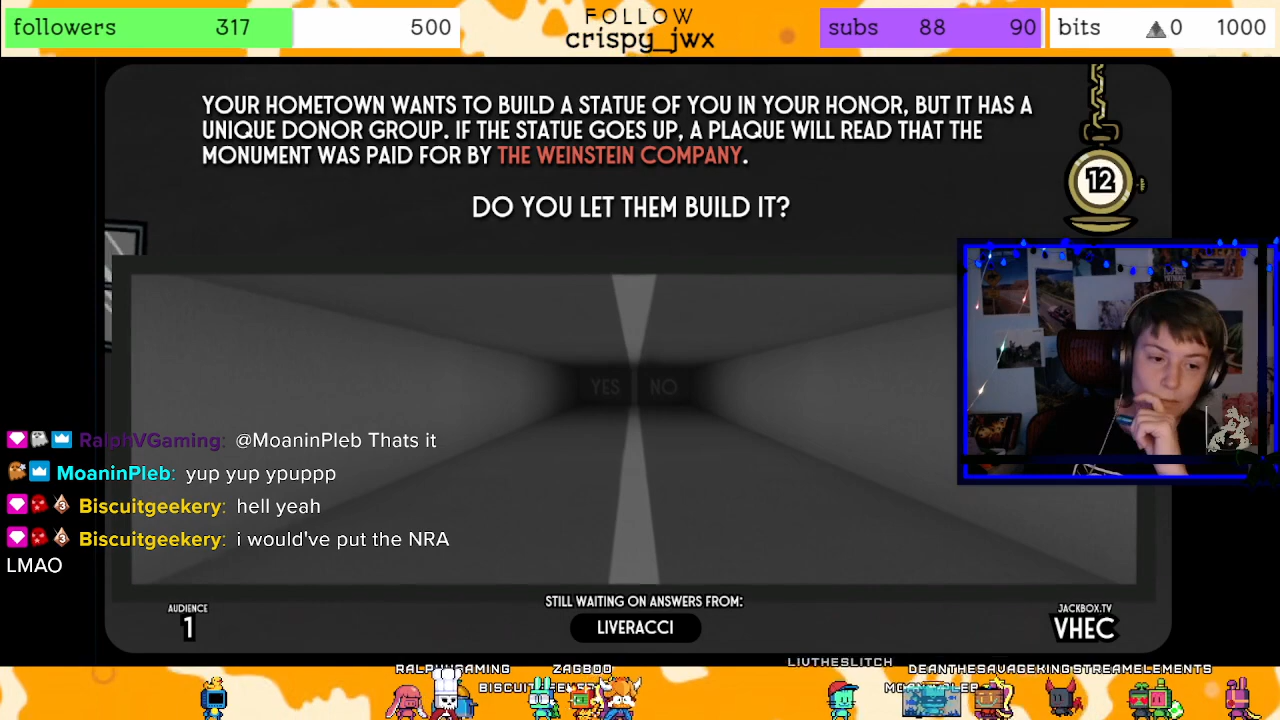 followers 317 500
FOLLOW
crispy_jwx
subs 88 90
bits 0 1000
YOUR HOMETOWN WANTS TO BUILD A STATUE OF YOU IN YOUR HONOR, BUT IT HAS A
UNIQUE DONOR GROUP. IF THE STATUE GOES UP, A PLAQUE WILL READ THAT THE
MONUMENT WAS PAID FOR BY THE WEINSTEIN COMPANY.
12
DO YOU LET THEM BUILD IT?
YES NO
RalphVGaming: @MoaninPleb Thats it
MoaninPleb: yup yup ypuppp
Biscuitgeekery: hell yeah
Biscuitgeekery: i would've put the NRA
LMAO
AUDIENCE
1
STILL WAITING ON ANSWERS FROM:
LIVERACCI
JACKBOX.TV
VHEC
LIVTHESLITCH
RALPHVGAMING ZAGBOO DEANTHESAVAGEKING STREAMELEMENTS